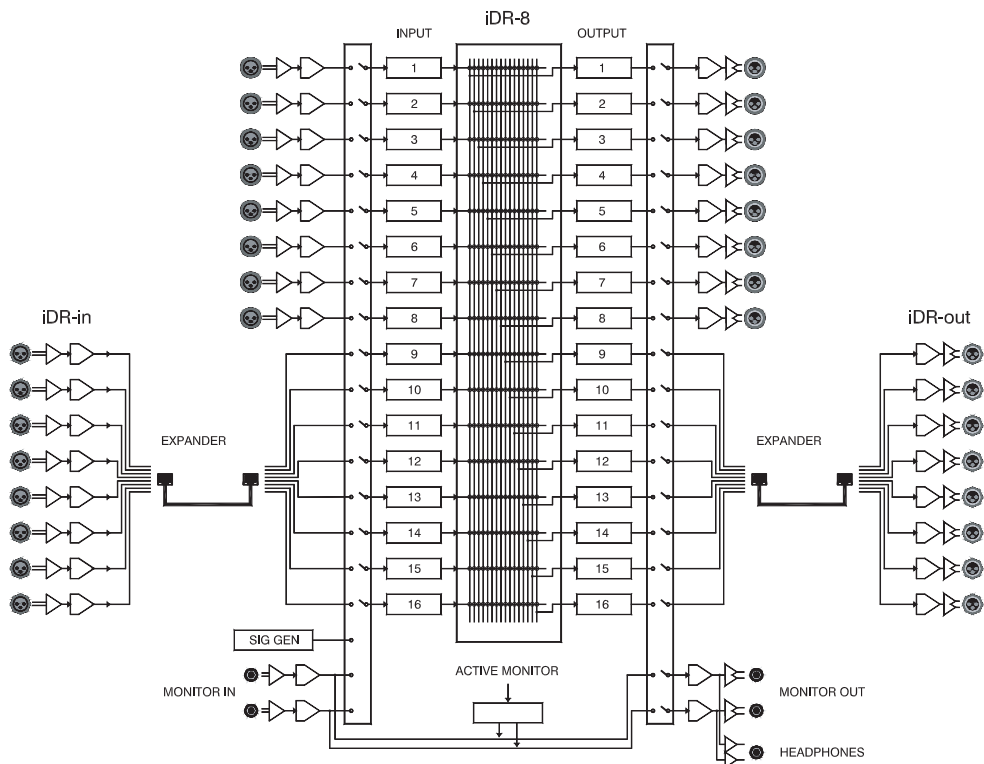 iDR-8
INPUT
OUTPUT
1
1
2
2
3
3
4
4
5
5
6
6
7
7
8
8
iDR-in
iDR-out
9
9
10
10
11
11
EXPANDER
EXPANDER
12
12
13
13
14
14
15
15
16
16
SIG GEN
ACTIVE MONITOR
MONITOR IN
MONITOR OUT
HEADPHONES